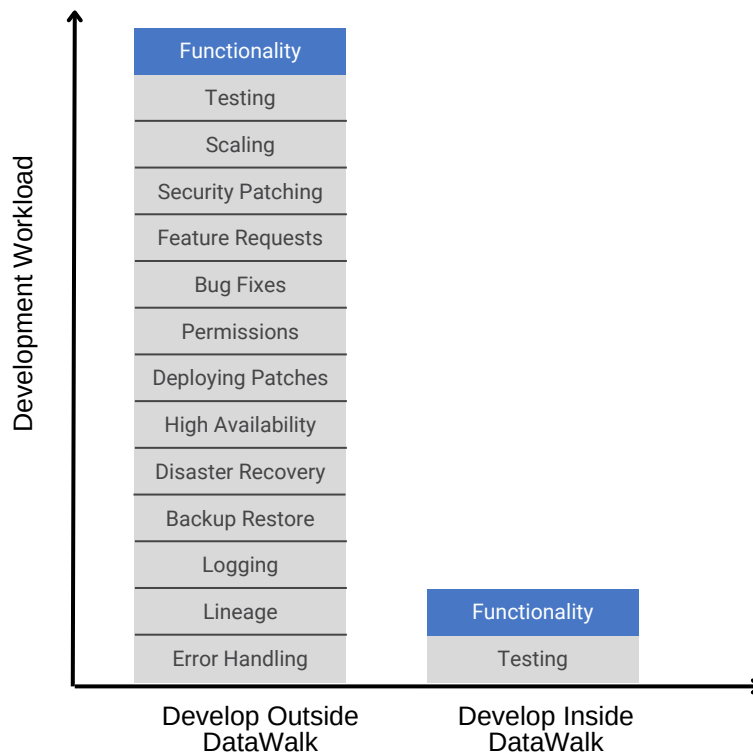 Development Workload
Functionality
Testing
Scaling
Security Patching
Feature Requests
Bug Fixes
Permissions
Deploying Patches
High Availability
Disaster Recovery
Backup Restore
Logging
Lineage
Error Handling
Functionality
Testing
Develop Outside
DataWalk
Develop Inside
DataWalk